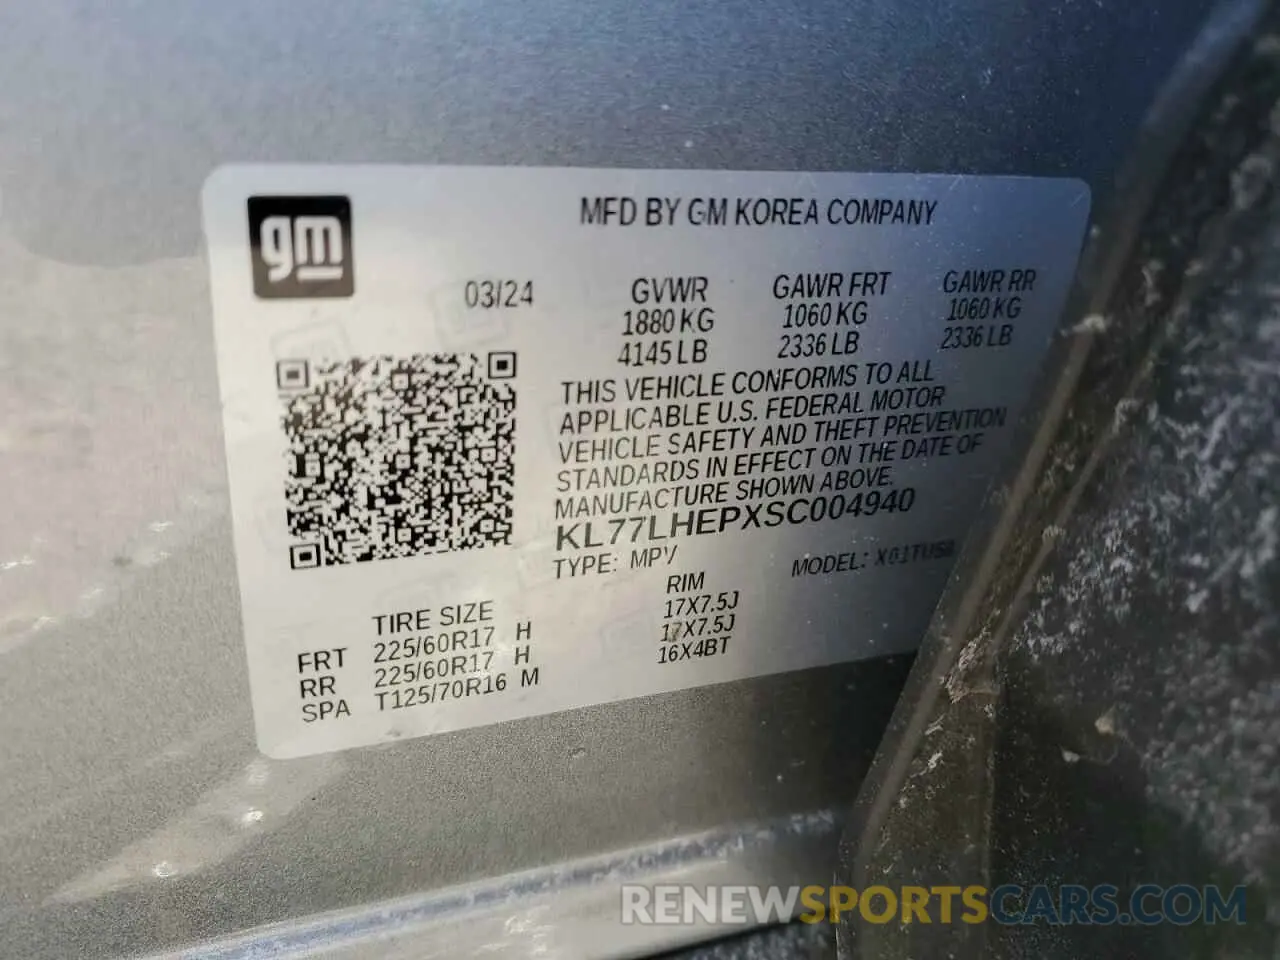 gm
MFD BY GM KOREA COMPANY
03/24 GVWR GAWR FRT GAWR RR
1880 KG 1060 KG 1060 KG
4145 LB 2336 LB 2336 LB
THIS VEHICLE CONFORMS TO ALL
APPLICABLE U.S. FEDERAL MOTOR
VEHICLE SAFETY AND THEFT PREVENTION
STANDARDS IN EFFECT ON THE DATE OF
MANUFACTURE SHOWN ABOVE.
KL77LHEPXSC004940
TYPE: MPV MODEL:
TIRE SIZE RIM
FRT 225/60R17 H 17X7.5J
RR 225/60R17 H 17X7.5J
SPA T125/70R16 M 16X4BT
RENEWSPORTSCARS.COM